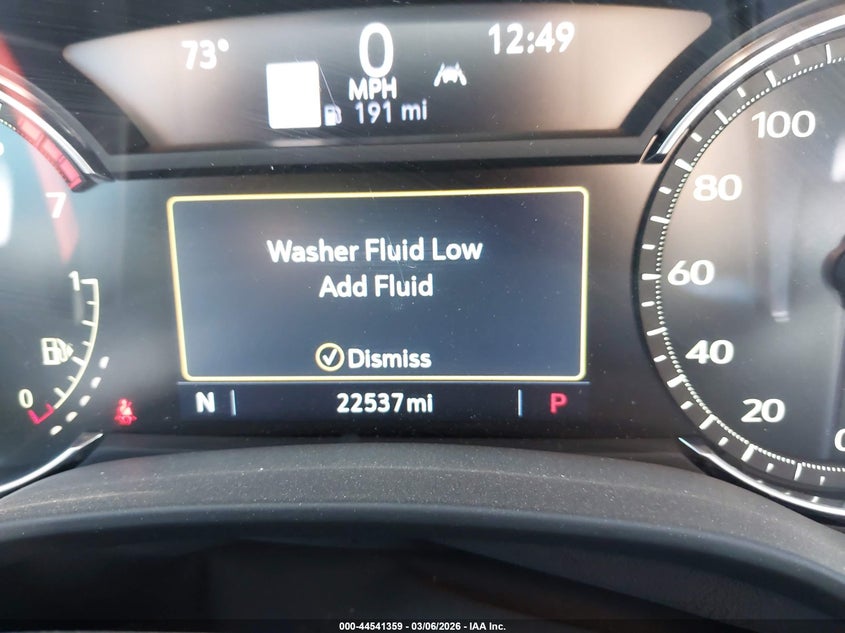 73° 0 12:49
MPH
191 mi
7
100
80
60
40
20
0
Washer Fluid Low
Add Fluid
Dismiss
1
0
N 22537mi P
000-44541359 | 03/06/2026 - IAA Inc.